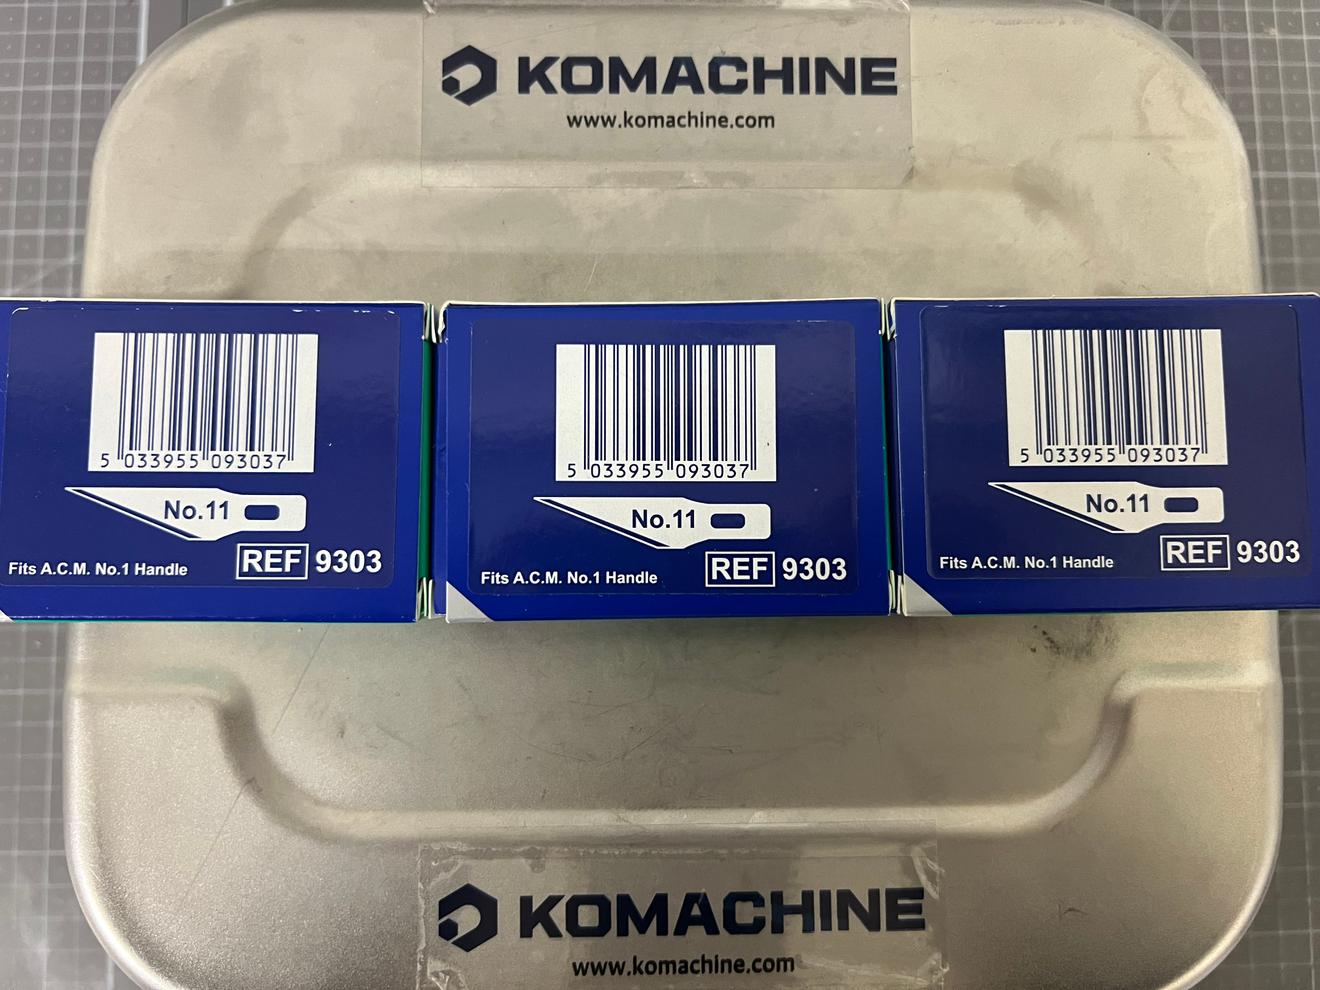 KOMACHINE
www.komachine.com
5 033955 093037
No.11
Fits A.C.M. No.1 Handle REF 9303
5 033955 093037
No.11
Fits A.C.M. No.1 Handle REF 9303
5 033955 093037
No.11
Fits A.C.M. No.1 Handle REF 9303
KOMACHINE
www.komachine.com